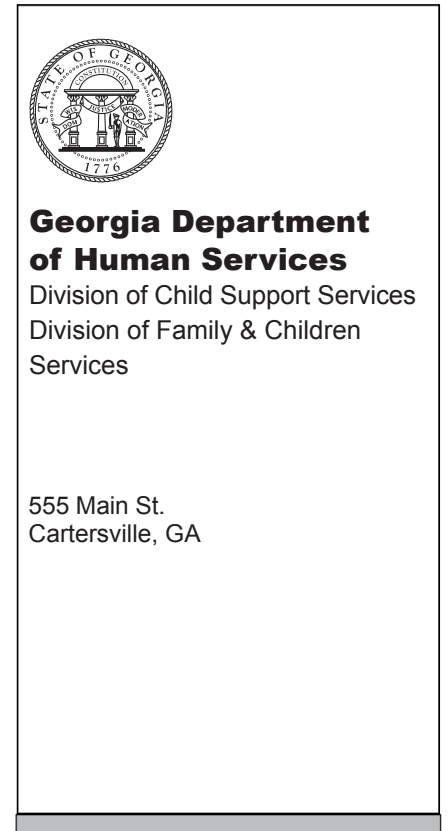 STATE OF GEORGIA
CONSTITUTION
WISDOM JUSTICE MODERATION
1776
Georgia Department
of Human Services
Division of Child Support Services
Division of Family & Children
Services
555 Main St.
Cartersville, GA